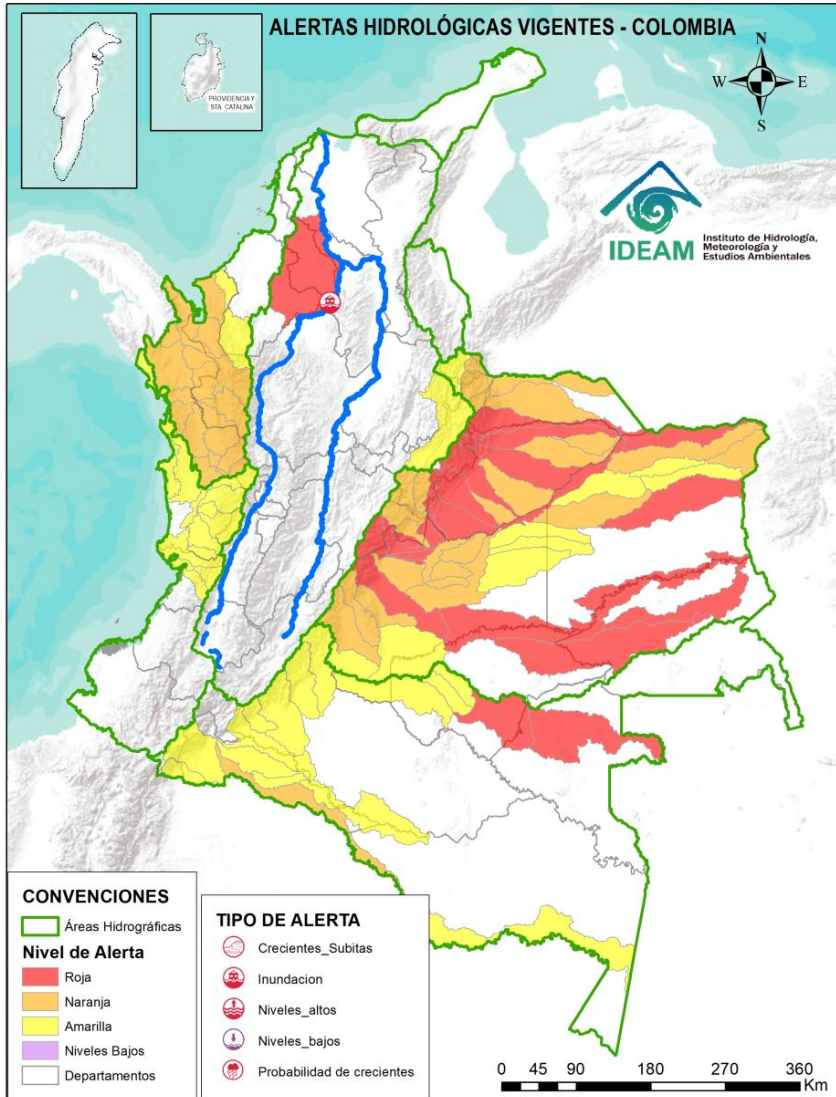 ALERTAS HIDROLÓGICAS VIGENTES - COLOMBIA
PROVIDENCIA Y
STA. CATALINA
N
W
E
S
IDEAM
Instituto de Hidrología,
Meteorología y
Estudios Ambientales
CONVENCIONES
Áreas Hidrográficas
Nivel de Alerta
Roja
Naranja
Amarilla
Niveles Bajos
Departamentos
TIPO DE ALERTA
Crecientes_Subitas
Inundacion
Niveles_altos
Niveles_bajos
Probabilidad de crecientes
0 45 90 180 270 360
Km